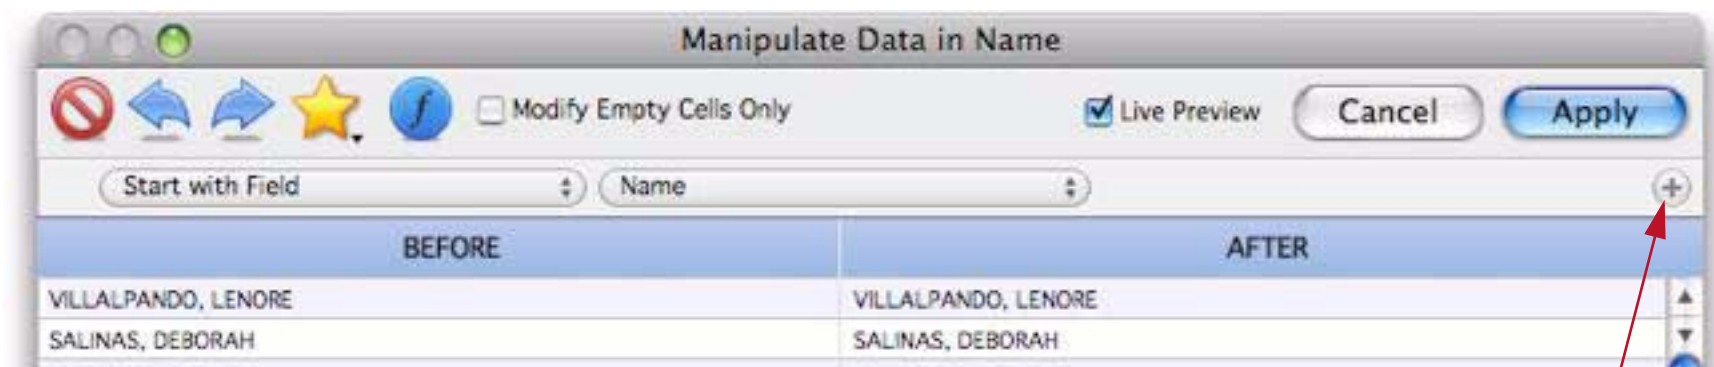 Manipulate Data in Name
f Modify Empty Cells Only Live Preview Cancel Apply
Start with Field Name
BEFORE AFTER
VILLALPANDO, LENORE VILLALPANDO, LENORE
SALINAS, DEBORAH SALINAS, DEBORAH